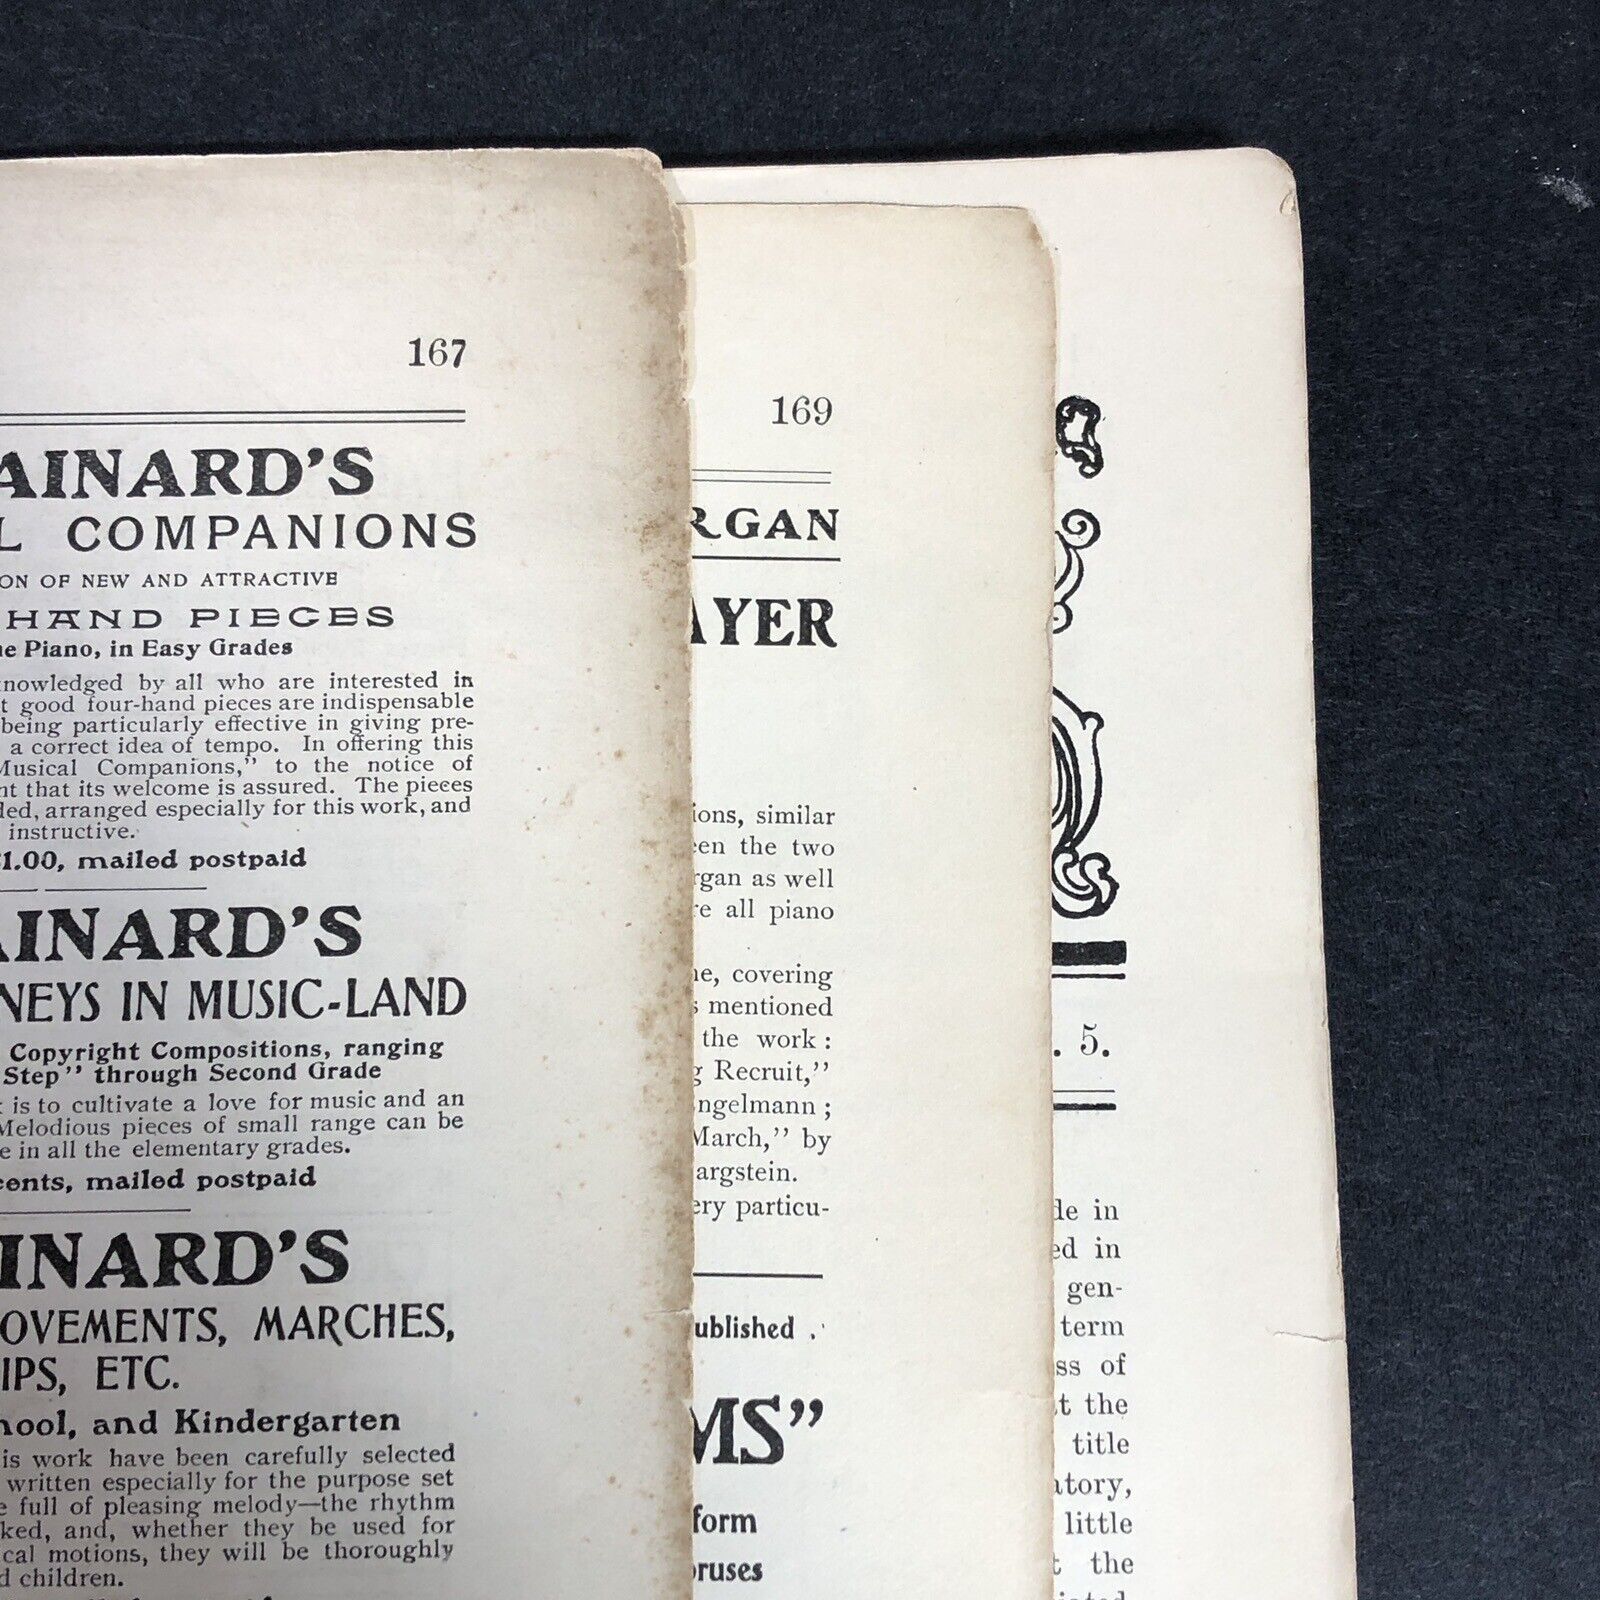 167
AINARD'S
L COMPANIONS
ION OF NEW AND ATTRACTIVE
HAND PIECES
he Piano, in Easy Grades
nowledged by all who are interested in
t good four-hand pieces are indispensable
being particularly effective in giving pre-
a correct idea of tempo. In offering this
Musical Companions," to the notice of
nt that its welcome is assured. The pieces
ded, arranged especially for this work, and
instructive.
$1.00, mailed postpaid
AINARD'S
NEYS IN MUSIC-LAND
Copyright Compositions, ranging
Step" through Second Grade
k is to cultivate a love for music and an
Melodious pieces of small range can be
e in all the elementary grades.
cents, mailed postpaid
INARD'S
OVEMENTS, MARCHES,
IPS, ETC.
hool, and Kindergarten
is work have been carefully selected
written especially for the purpose set
e full of pleasing melody—the rhythm
ked, and, whether they be used for
cal motions, they will be thoroughly
d children.
169
RGAN
AYER
ions, similar
een the two
rgan as well
re all piano
ne, covering
s mentioned
the work:
g Recruit,"
Engelmann;
March," by
argstein.
ery particu-
ublished
MS"
form
oruses
. 5.
de in
ed in
gen-
term
ss of
at the
title
atory,
little
t the